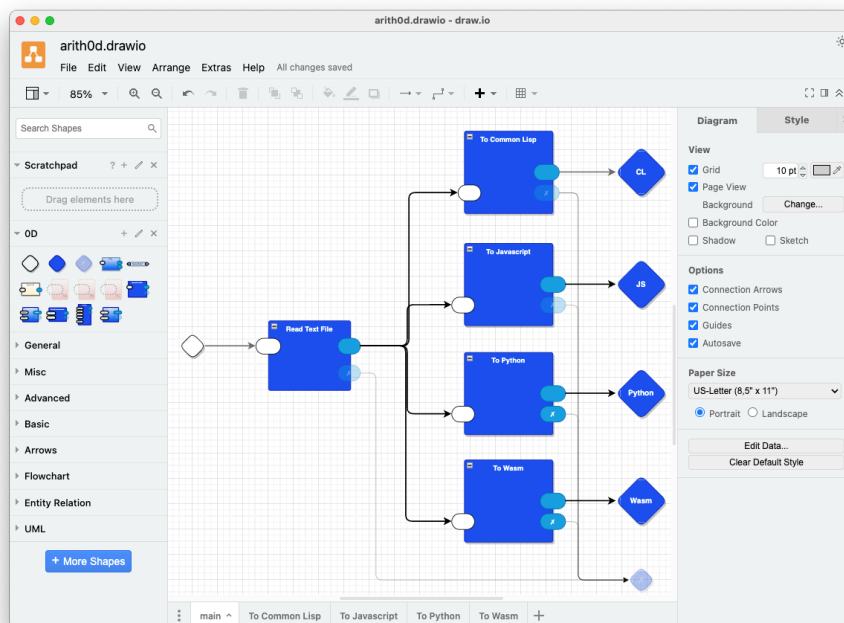 arith0d.drawio - draw.io
arith0d.drawio
File Edit View Arrange Extras Help All changes saved
85%
Search Shapes
Scratchpad ?
Drag elements here
0D
General
Misc
Advanced
Basic
Arrows
Flowchart
Entity Relation
UML
+ More Shapes
To Common Lisp
✗
CL
To Javascript
✗
JS
Read Text File
✗
To Python
✗
Python
To Wasm
✗
Wasm
main To Common Lisp To Javascript To Python To Wasm
Diagram Style
View
Grid 10 pt
Page View
Background Change...
Background Color
Shadow Sketch
Options
Connection Arrows
Connection Points
Guides
Autosave
Paper Size
US-Letter (8,5" x 11")
Portrait Landscape
Edit Data...
Clear Default Style